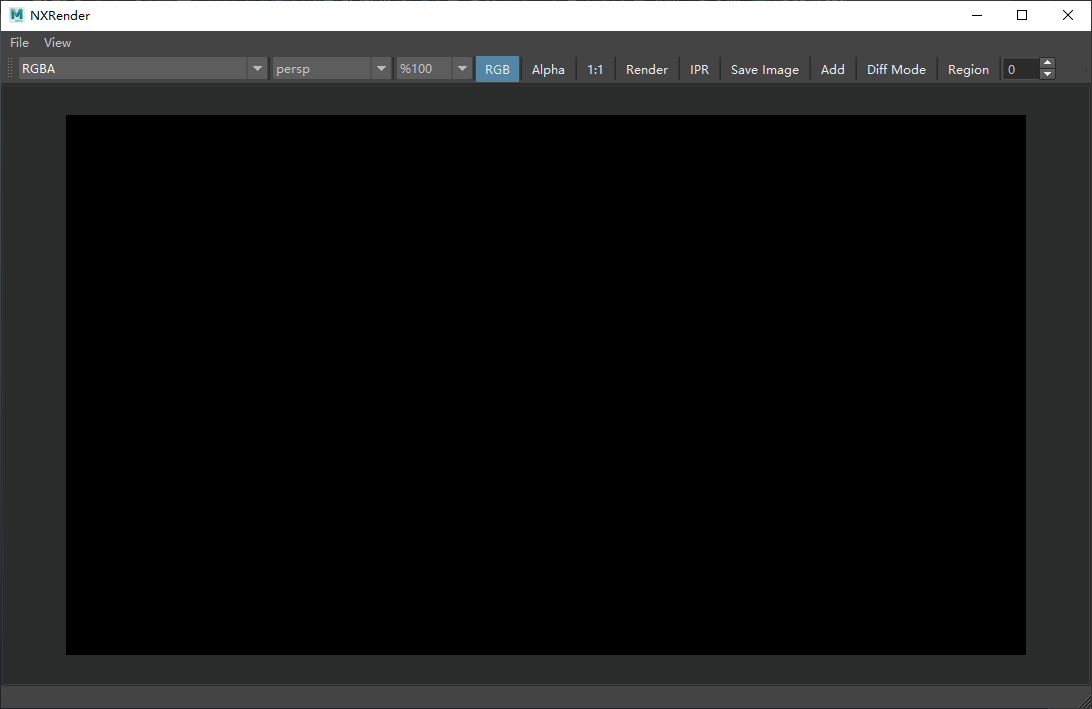 NXRender
File View
RGBA persp %100 RGB Alpha 1:1 Render IPR Save Image Add Diff Mode Region 0